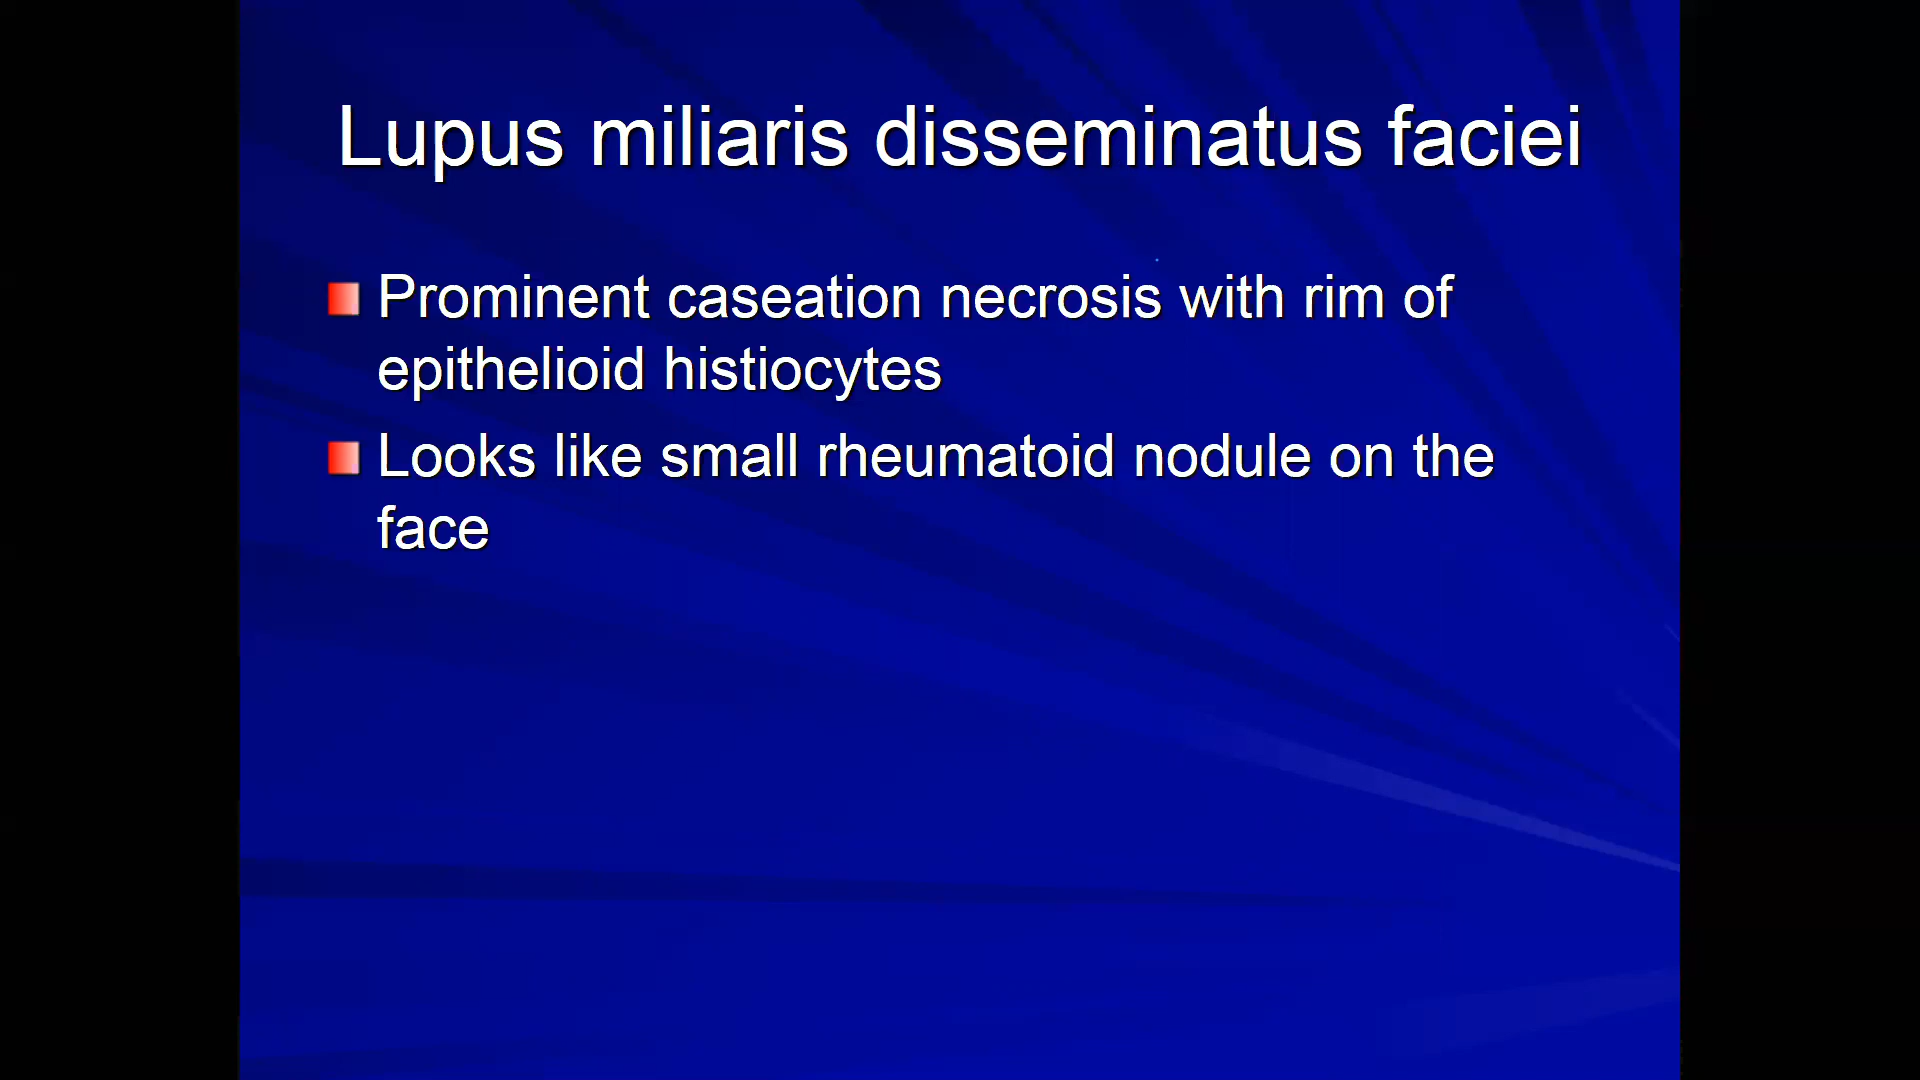 Lupus miliaris disseminatus faciei
Prominent caseation necrosis with rim of
epithelioid histiocytes
Looks like small rheumatoid nodule on the
face